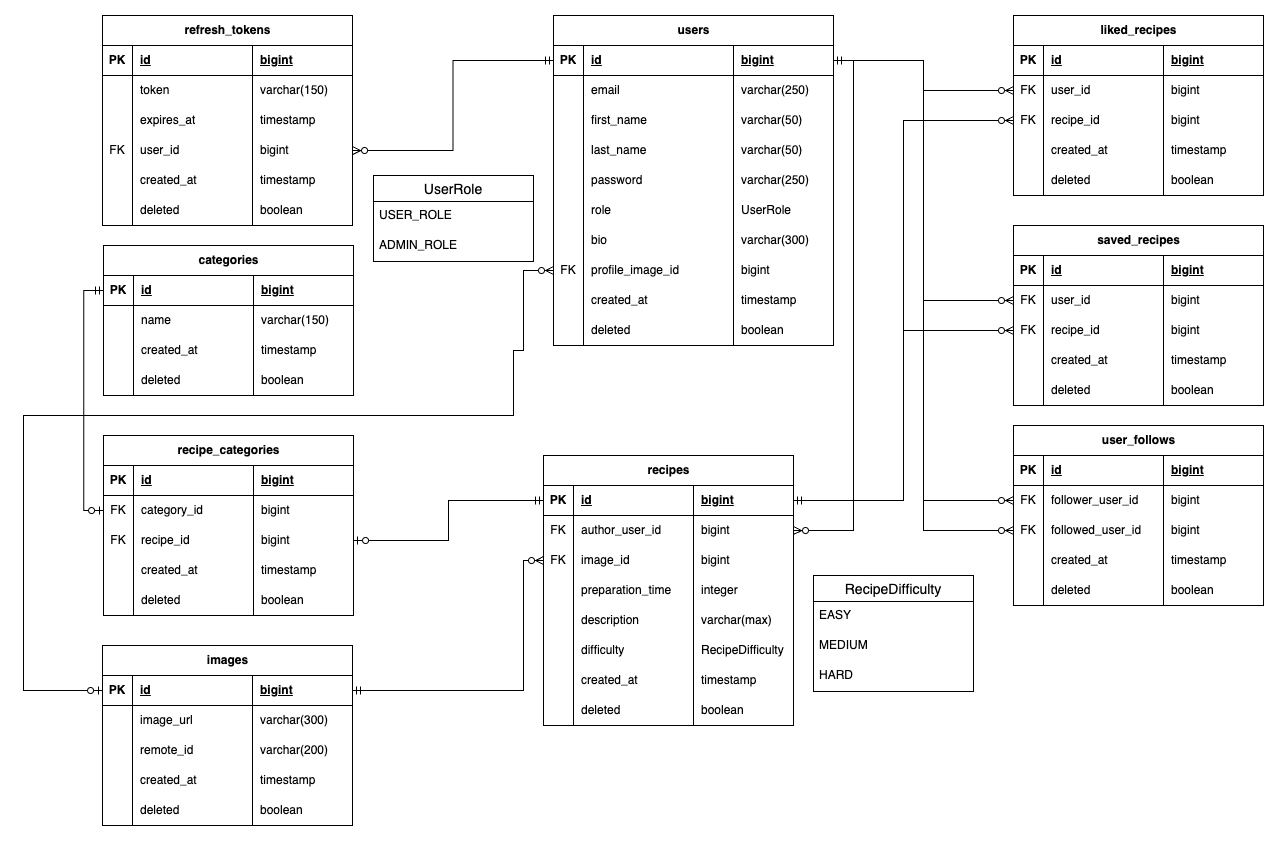 refresh_tokens
PK id bigint
token varchar(150)
expires_at timestamp
FK user_id bigint
created_at timestamp
deleted boolean
users
PK id bigint
email varchar(250)
first_name varchar(50)
last_name varchar(50)
password varchar(250)
role UserRole
bio varchar(300)
FK profile_image_id bigint
created_at timestamp
deleted boolean
liked_recipes
PK id bigint
FK user_id bigint
FK recipe_id bigint
created_at timestamp
deleted boolean
UserRole
USER_ROLE
ADMIN_ROLE
categories
PK id bigint
name varchar(150)
created_at timestamp
deleted boolean
saved_recipes
PK id bigint
FK user_id bigint
FK recipe_id bigint
created_at timestamp
deleted boolean
recipe_categories
PK id bigint
FK category_id bigint
FK recipe_id bigint
created_at timestamp
deleted boolean
recipes
PK id bigint
FK author_user_id bigint
FK image_id bigint
preparation_time integer
description varchar(max)
difficulty RecipeDifficulty
created_at timestamp
deleted boolean
user_follows
PK id bigint
FK follower_user_id bigint
FK followed_user_id bigint
created_at timestamp
deleted boolean
RecipeDifficulty
EASY
MEDIUM
HARD
images
PK id bigint
image_url varchar(300)
remote_id varchar(200)
created_at timestamp
deleted boolean